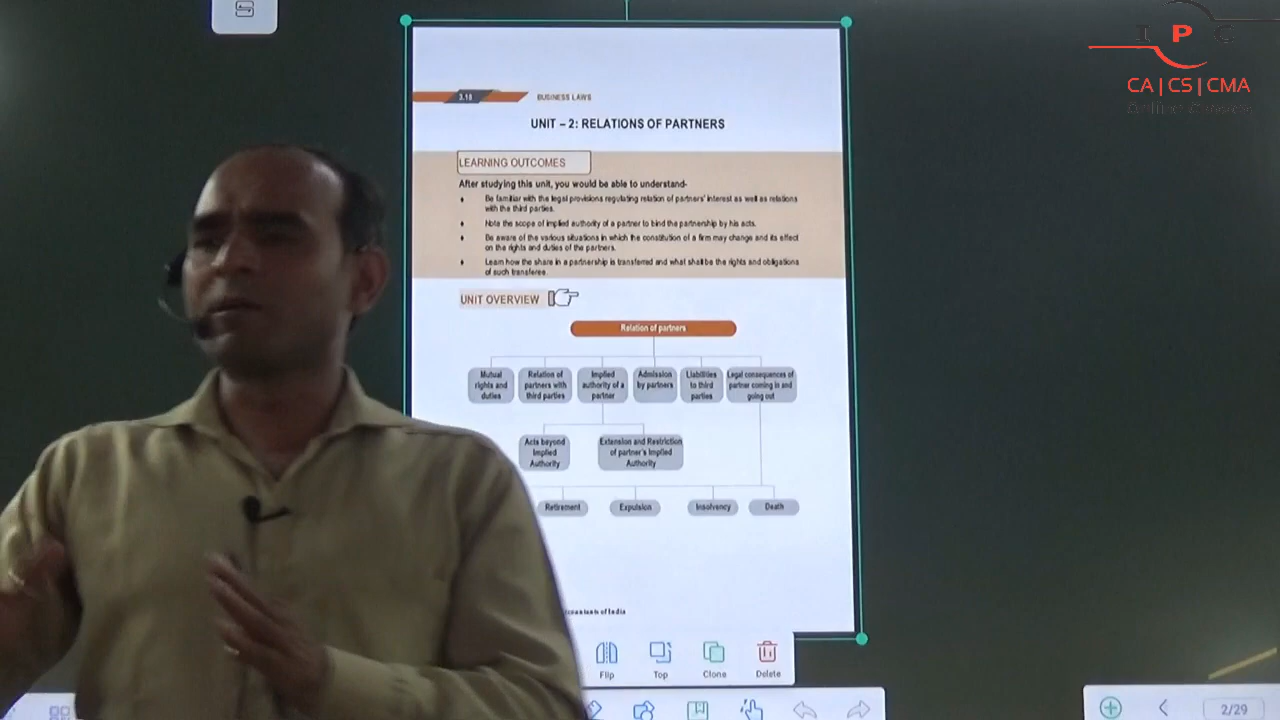 I P C
CA | CS | CMA
3.18
BUSINESS LAWS
UNIT – 2: RELATIONS OF PARTNERS
LEARNING OUTCOMES
After studying this unit, you would be able to understand-
Be familiar with the legal provisions regulating relation of partners' interest as well as relations
with the third parties.
Note the scope of implied authority of a partner to bind the partnership by his acts.
Be aware of the various situations in which the constitution of a firm may change and its effect
on the rights and duties of the partners.
Learn how the share in a partnership is transferred and what shall be the rights and obligations
of such transferee.
UNIT OVERVIEW
Relation of partners
Mutual
rights and
duties
Relation of
partners with
third parties
Implied
authority of a
partner
Admission
by partners
Liabilities
to third
parties
Legal consequences of
partner coming in and
going out
Acts beyond
Implied
Authority
Extension and Restriction
of partner's Implied
Authority
Retirement
Expulsion
Insolvency
Death
of India
Flip
Top
Clone
Delete
2/29